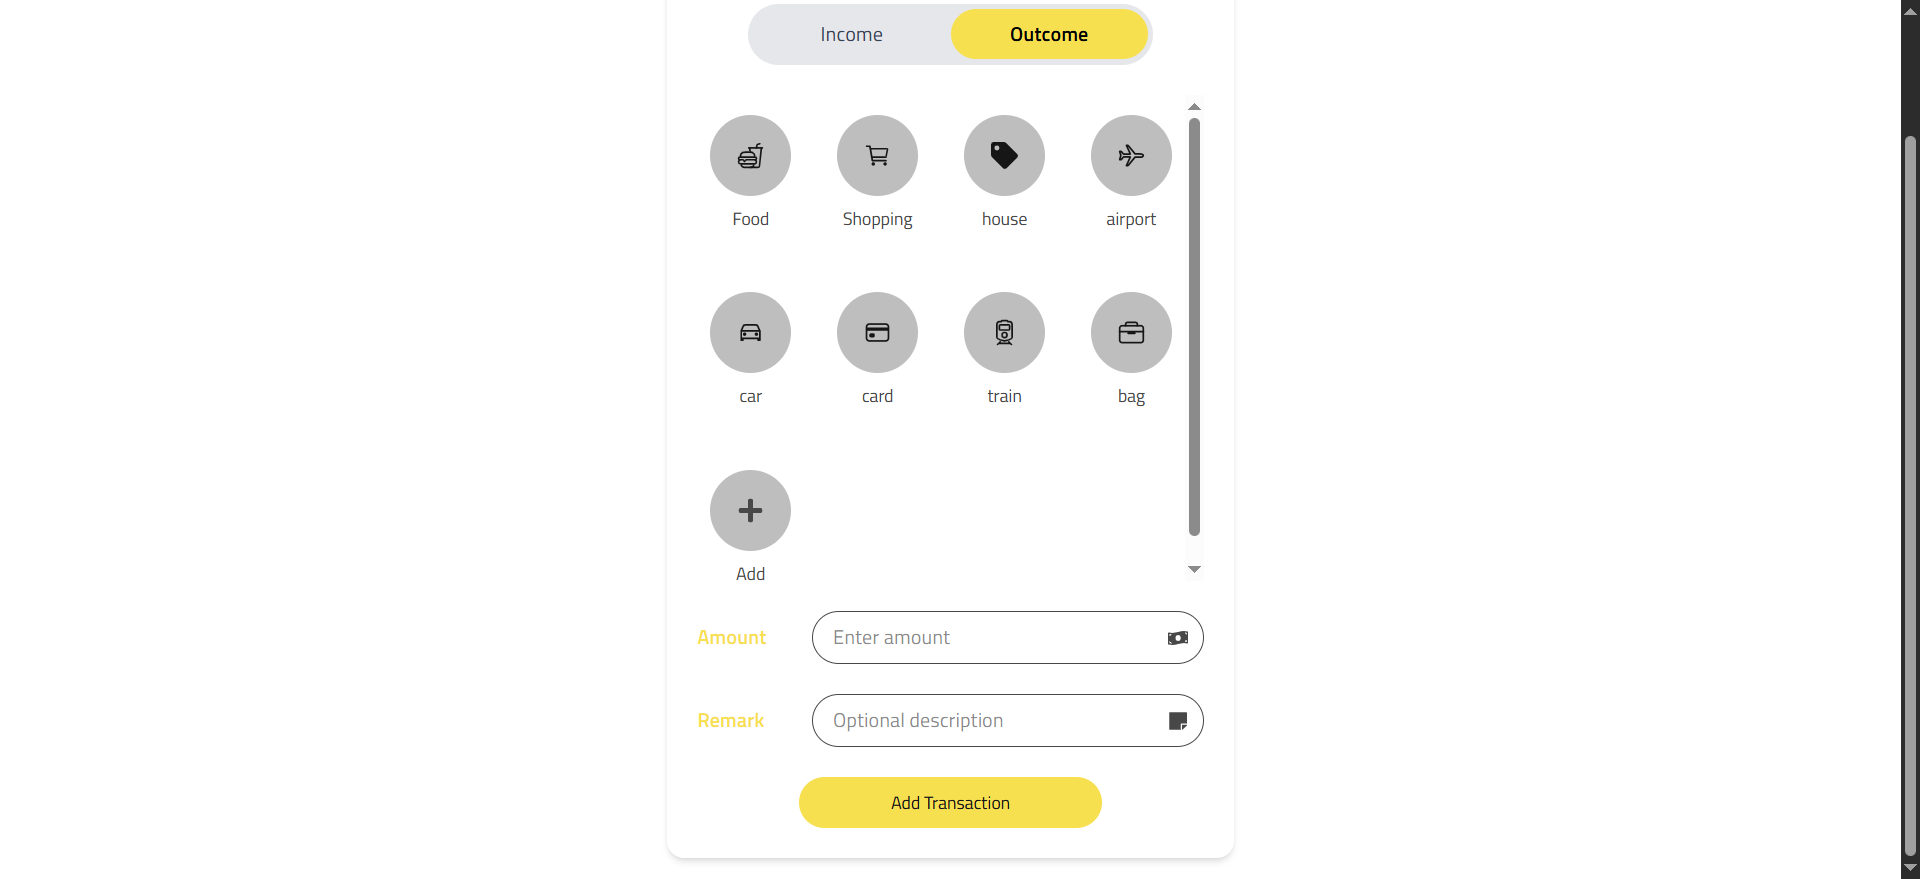 Income Outcome
Food Shopping house airport
car card train bag
Add
Amount Enter amount
Remark Optional description
Add Transaction